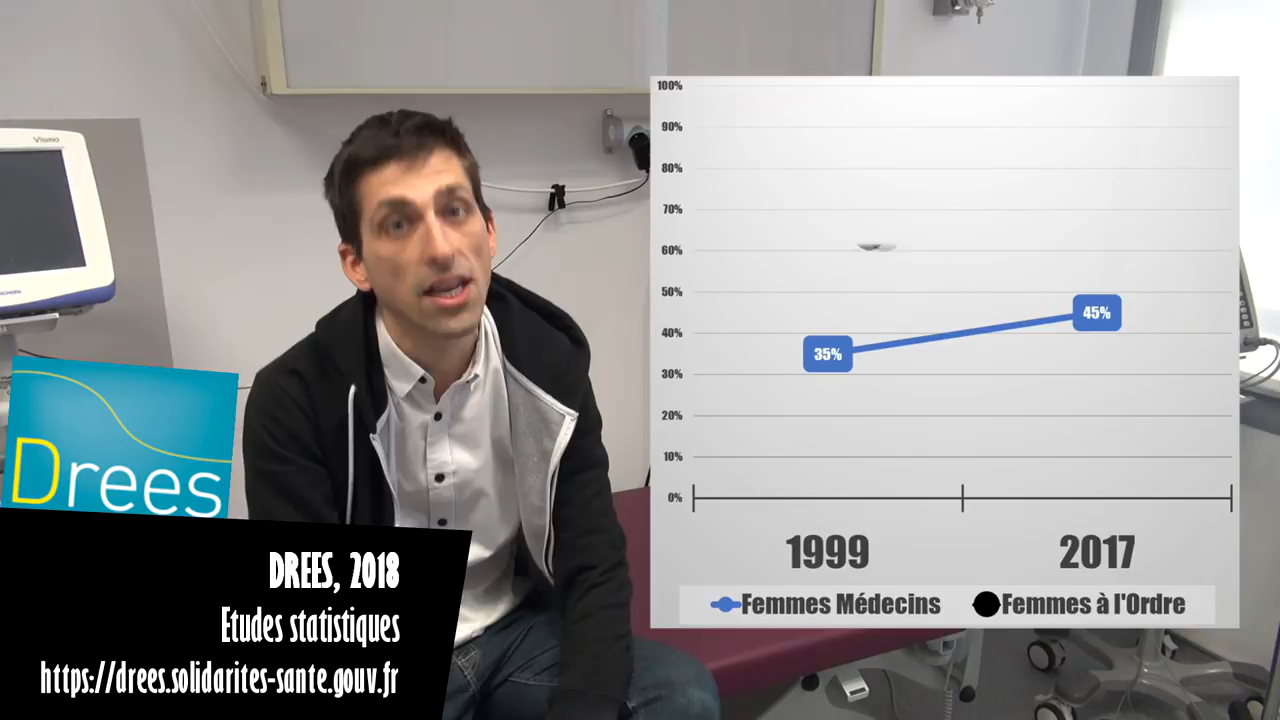 Vismo
Drees
DREES, 2018
Etudes statistiques
https://drees.solidarites-sante.gouv.fr
100%
90%
80%
70%
60%
50%
40%
30%
20%
10%
0%
35%
45%
1999
2017
Femmes Médecins
Femmes à l'Ordre